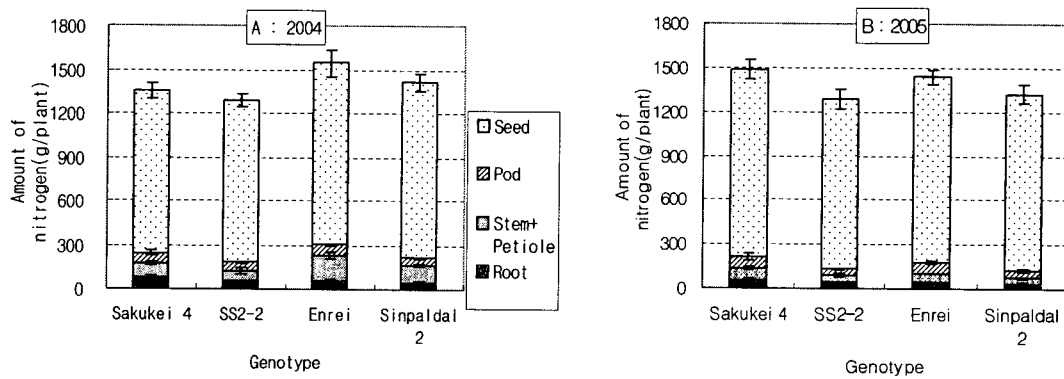 A : 2004
Amount of
nitrogen(g/plant)
1800
1500
1200
900
600
300
0
Sakukei 4
SS2-2
Enrei
Sinpaldal
2
Genotype
Seed
Pod
Stem+
Petiole
Root
B : 2005
Amount of
nitrogen(g/plant)
1800
1500
1200
900
600
300
0
Sakukei 4
SS2-2
Enrei
Sinpaldal
2
Genotype